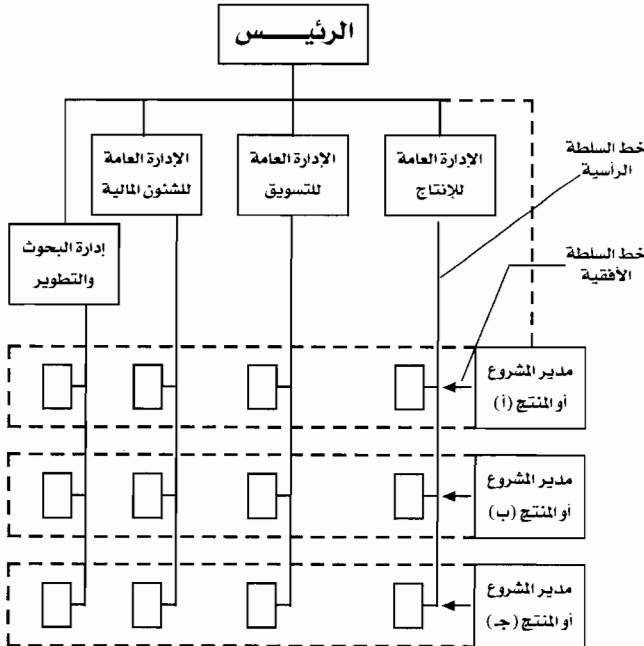 الرئيـــــس
الإدارة العامة
للإنتاج
الإدارة العامة
للتسويق
الإدارة العامة
للشئون المالية
إدارة البحوث
والتطوير
خط السلطة
الرأسية
خط السلطة
الأفقية
مدير المشروع
أو المنتج (أ)
مدير المشروع
أو المنتج (ب)
مدير المشروع
أو المنتج (جـ)